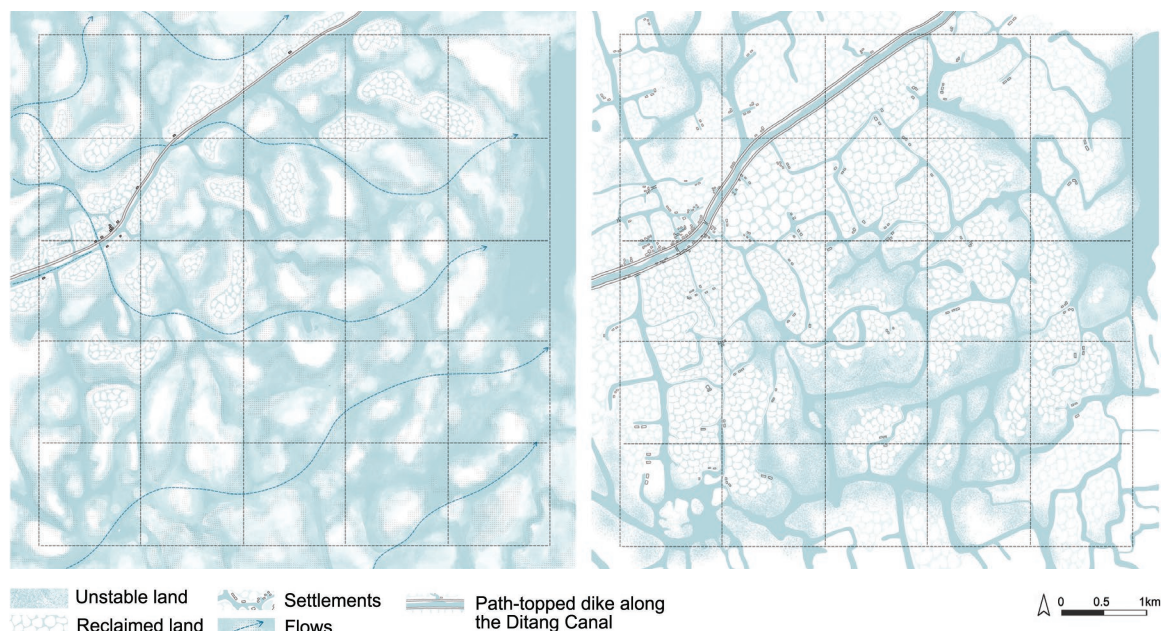 Unstable land
Settlements
Path-topped dike along
the Ditang Canal
0 0.5 1km
Reclaimed land
Flows